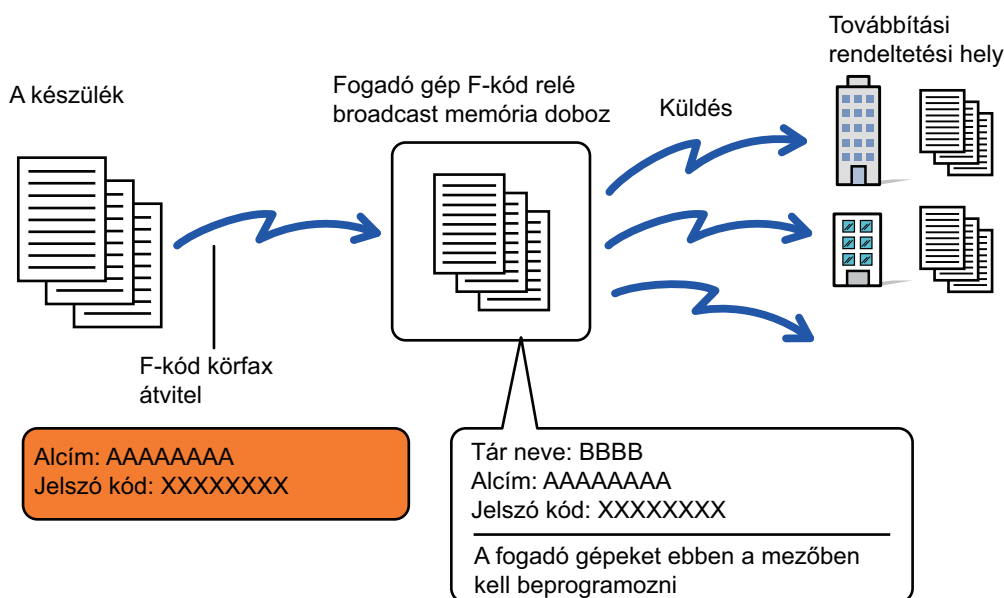 A készülék
Fogadó gép F-kód relé
broadcast memória doboz
Küldés
Továbbítási
rendeltetési hely
F-kód körfax
átvitel
Alcím: AAAAAAAA
Jelszó kód: XXXXXXXX
Tár neve: BBBB
Alcím: AAAAAAAA
Jelszó kód: XXXXXXXX
A fogadó gépeket ebben a mezőben
kell beprogramozni